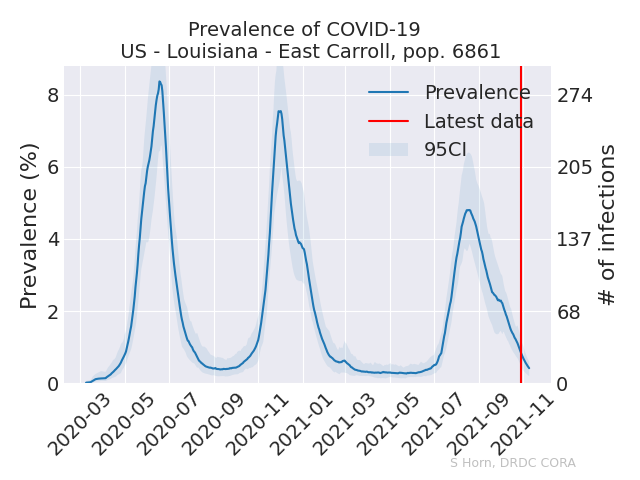 Prevalence of COVID-19
US - Louisiana - East Carroll, pop. 6861
Prevalence (%)
8
6
4
2
0
Prevalence
Latest data
95CI
274
205
137
68
0
# of infections
2020-03
2020-05
2020-07
2020-09
2020-11
2021-01
2021-03
2021-05
2021-07
2021-09
2021-11
S Horn, DRDC CORA